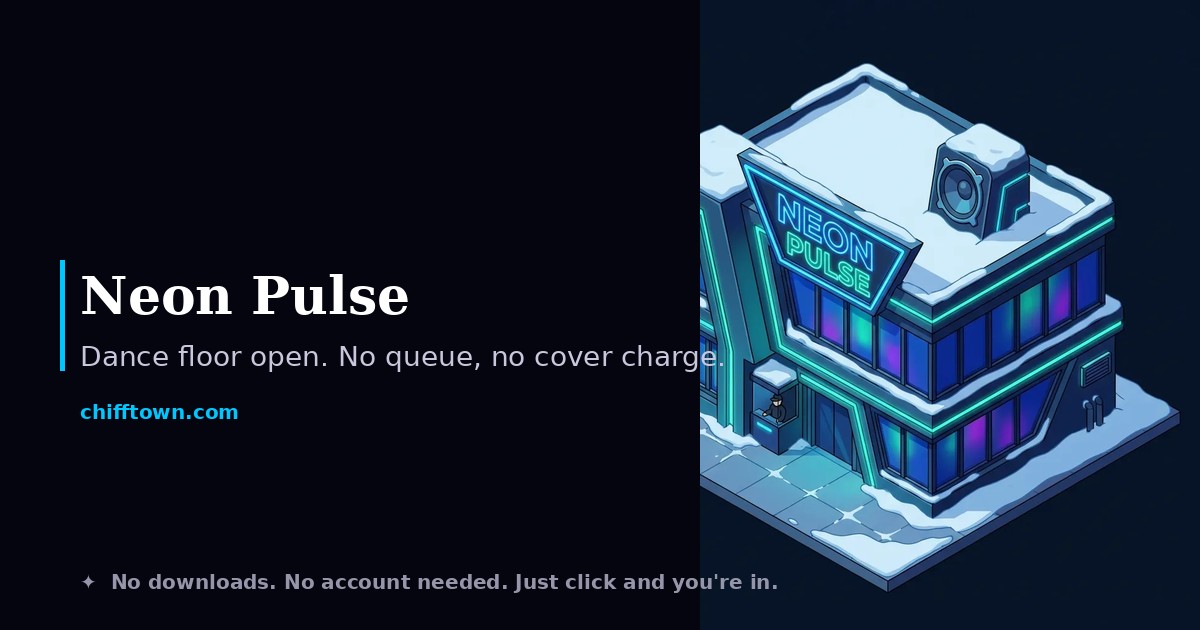 Neon Pulse
Dance floor open. No queue, no cover charge.
chifftown.com
✦ No downloads. No account needed. Just click and you're in.
NEON
PULSE